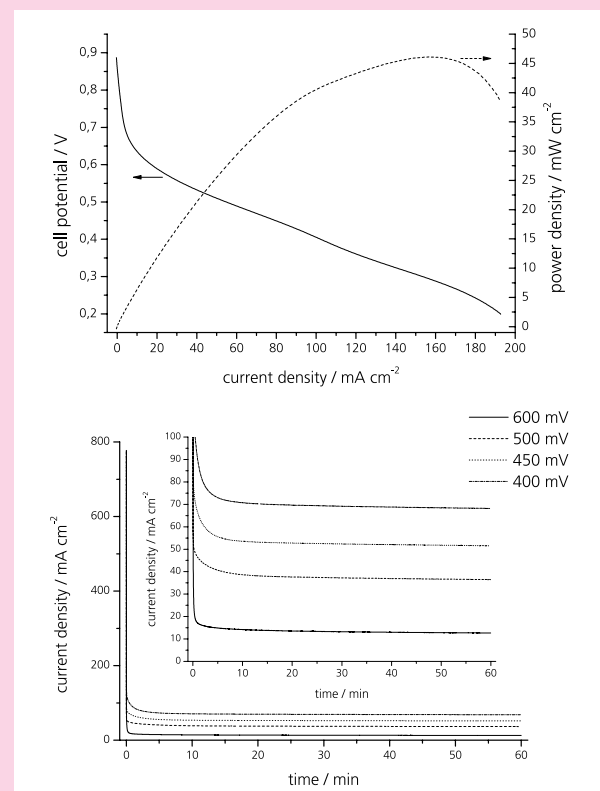 cell potential / V
0,9
0,8
0,7
0,6
0,5
0,4
0,3
0,2
50
45
40
35
30
25
20
15
10
5
0
power density / mW cm-2
0 20 40 60 80 100 120 140 160 180 200
current density / mA cm-2
600 mV
500 mV
450 mV
400 mV
current density / mA cm-2
800
600
400
200
0
current density / mA cm-2
100
90
80
70
60
50
40
30
20
10
0
0 10 20 30 40 50 60
time / min
0 10 20 30 40 50 60
time / min